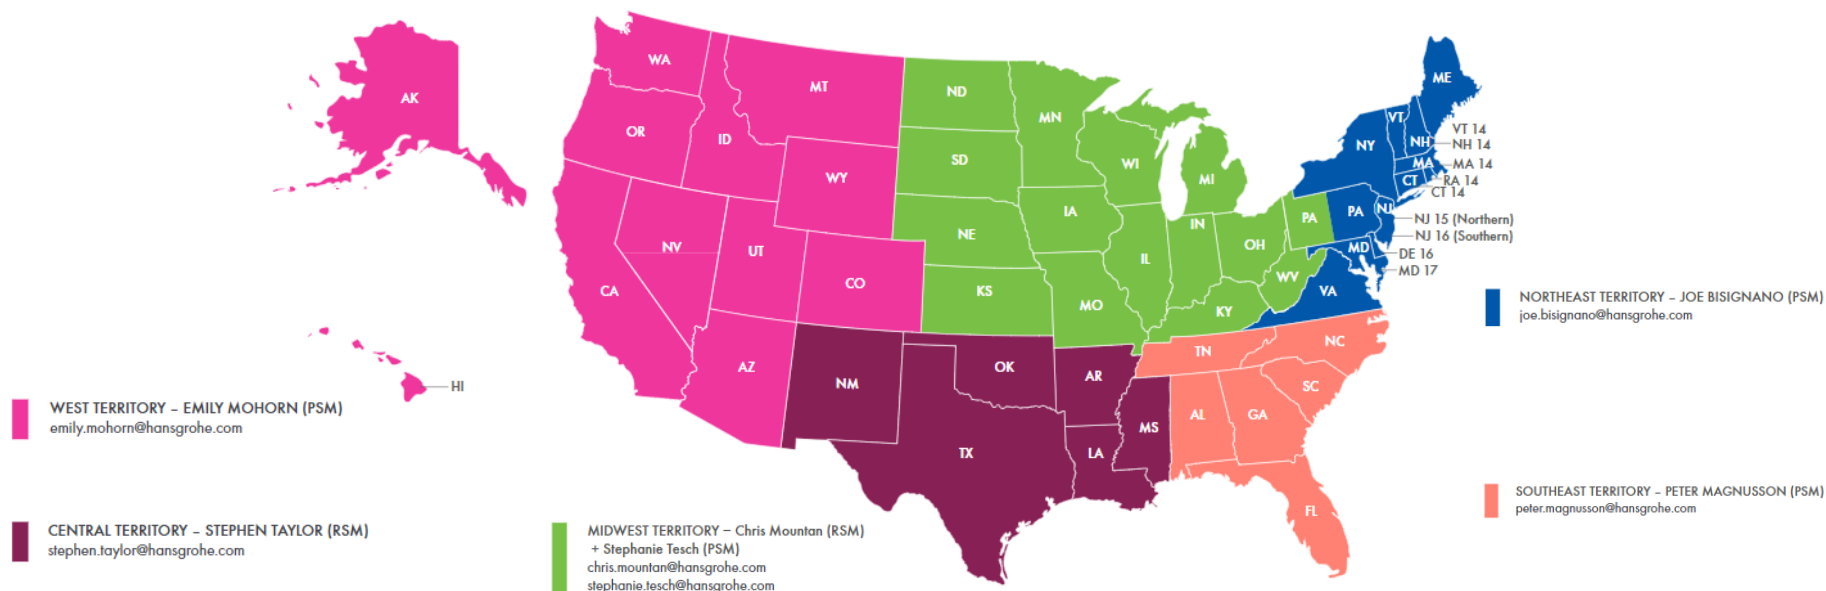 AK
WA
MT
ND
MN
ME
OR
ID
SD
WI
MI
NY
VT
NH
VT 14
NH 14
MA
MA 14
WY
CT
RA 14
CT 14
IA
NE
IN
OH
PA
PA
NJ
NJ 15 (Northern)
NJ 16 (Southern)
NV
UT
IL
WV
MD
DE 16
MD 17
CA
CO
KS
MO
KY
VA
NORTHEAST TERRITORY – JOE BISIGNANO (PSM)
joe.bisignano@hansgrohe.com
TN
NC
AZ
NM
OK
AR
SC
HI
AL
GA
MS
TX
LA
FL
WEST TERRITORY – EMILY MOHORN (PSM)
emily.mohorn@hansgrohe.com
SOUTHEAST TERRITORY – PETER MAGNUSSON (PSM)
peter.magnusson@hansgrohe.com
CENTRAL TERRITORY – STEPHEN TAYLOR (RSM)
stephen.taylor@hansgrohe.com
MIDWEST TERRITORY – Chris Mountan (RSM)
+ Stephanie Tesch (PSM)
chris.mountan@hansgrohe.com
stephanie.tesch@hansgrohe.com